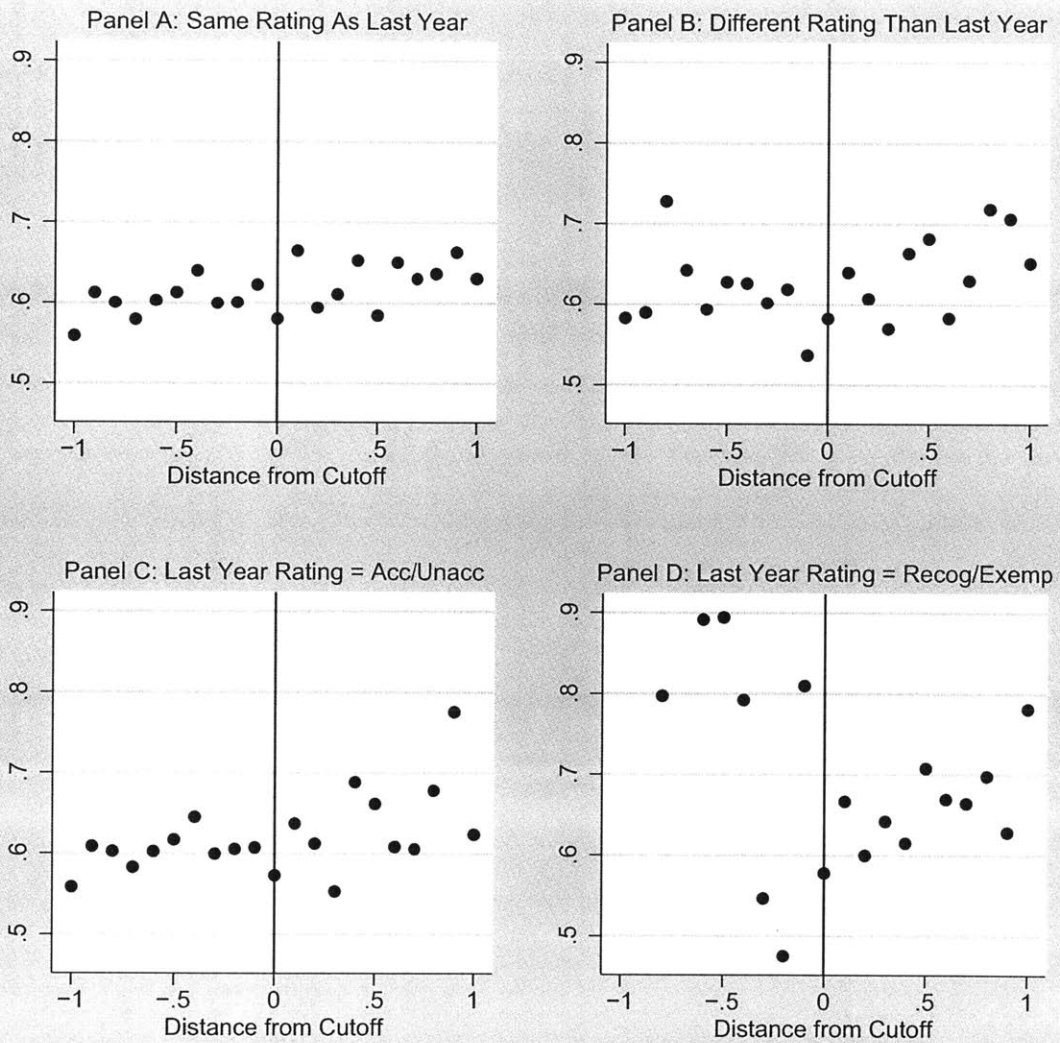 Panel A: Same Rating As Last Year
.9
.8
.7
.6
.5
−1 −.5 0 .5 1
Distance from Cutoff
Panel B: Different Rating Than Last Year
.9
.8
.7
.6
.5
−1 −.5 0 .5 1
Distance from Cutoff
Panel C: Last Year Rating = Acc/Unacc
.9
.8
.7
.6
.5
−1 −.5 0 .5 1
Distance from Cutoff
Panel D: Last Year Rating = Recog/Exemp
.9
.8
.7
.6
.5
−1 −.5 0 .5 1
Distance from Cutoff